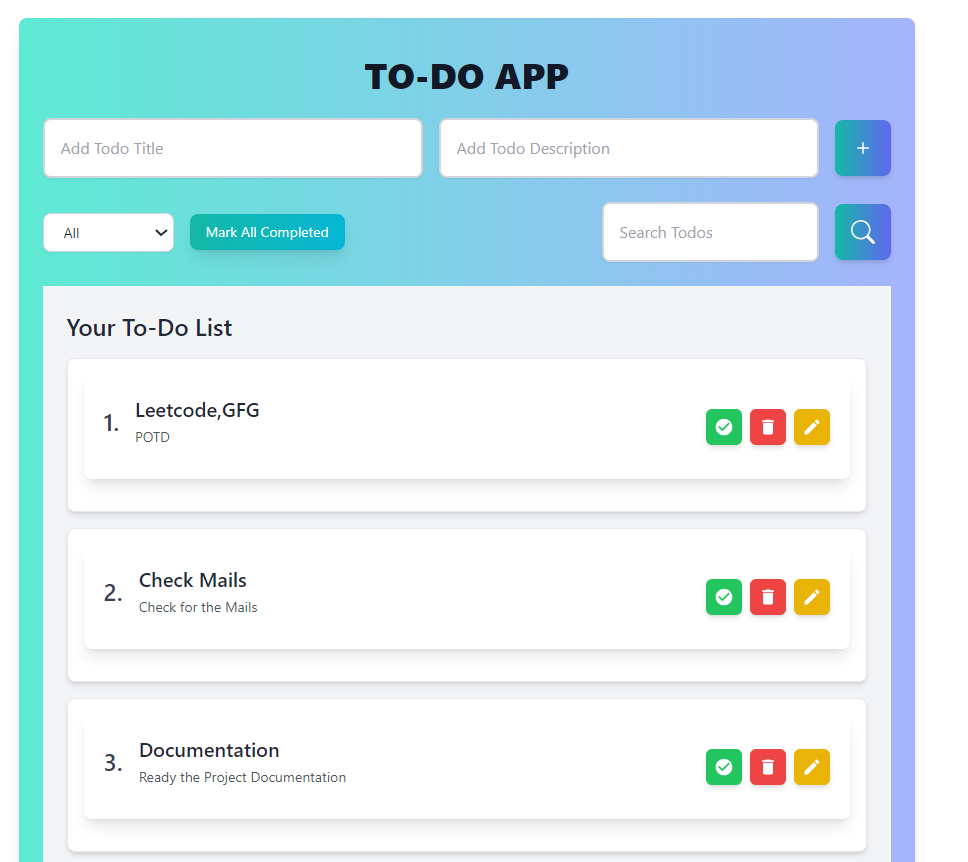 TO-DO APP
Add Todo Title
Add Todo Description
+
All
Mark All Completed
Search Todos
Your To-Do List
1.
Leetcode,GFG
POTD
2.
Check Mails
Check for the Mails
3.
Documentation
Ready the Project Documentation